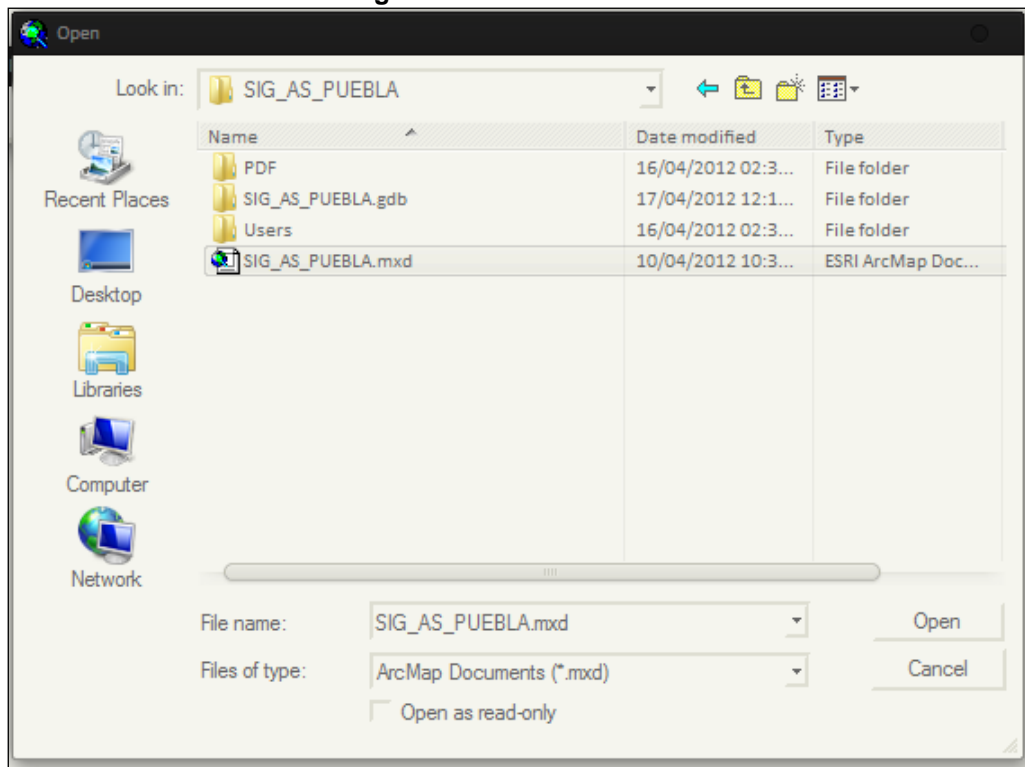 Open
Look in: SIG_AS_PUEBLA
Name Date modified Type
PDF 16/04/2012 02:3... File folder
SIG_AS_PUEBLA.gdb 17/04/2012 12:1... File folder
Users 16/04/2012 02:3... File folder
SIG_AS_PUEBLA.mxd 10/04/2012 10:3... ESRI ArcMap Doc...
Recent Places
Desktop
Libraries
Computer
Network
File name: SIG_AS_PUEBLA.mxd Open
Files of type: ArcMap Documents (*.mxd) Cancel
Open as read-only